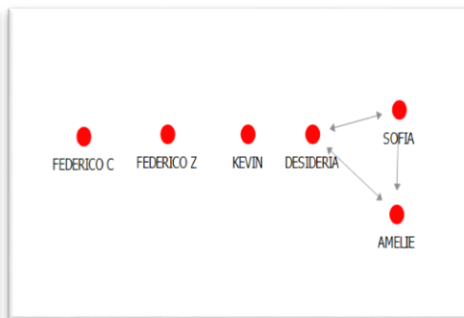 SOFIA
FEDERICO C
FEDERICO Z
KEVIN
DESIDERIA
AMELIE